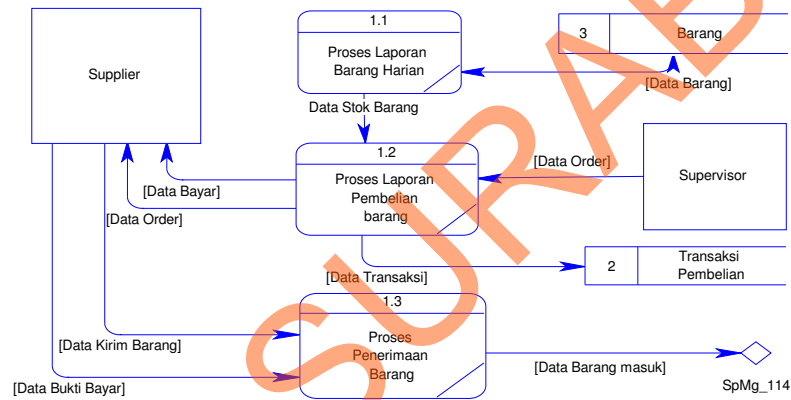 1.1
3
Barang
Supplier
Proses Laporan
Barang Harian
[Data Barang]
Data Stok Barang
1.2
[Data Order]
Supervisor
Proses Laporan
Pembelian
barang
[Data Bayar]
[Data Order]
2
Transaksi
Pembelian
[Data Transaksi]
1.3
Proses
Penerimaan
Barang
[Data Kirim Barang]
[Data Barang masuk]
[Data Bukti Bayar]
SpMg_114
SURAB